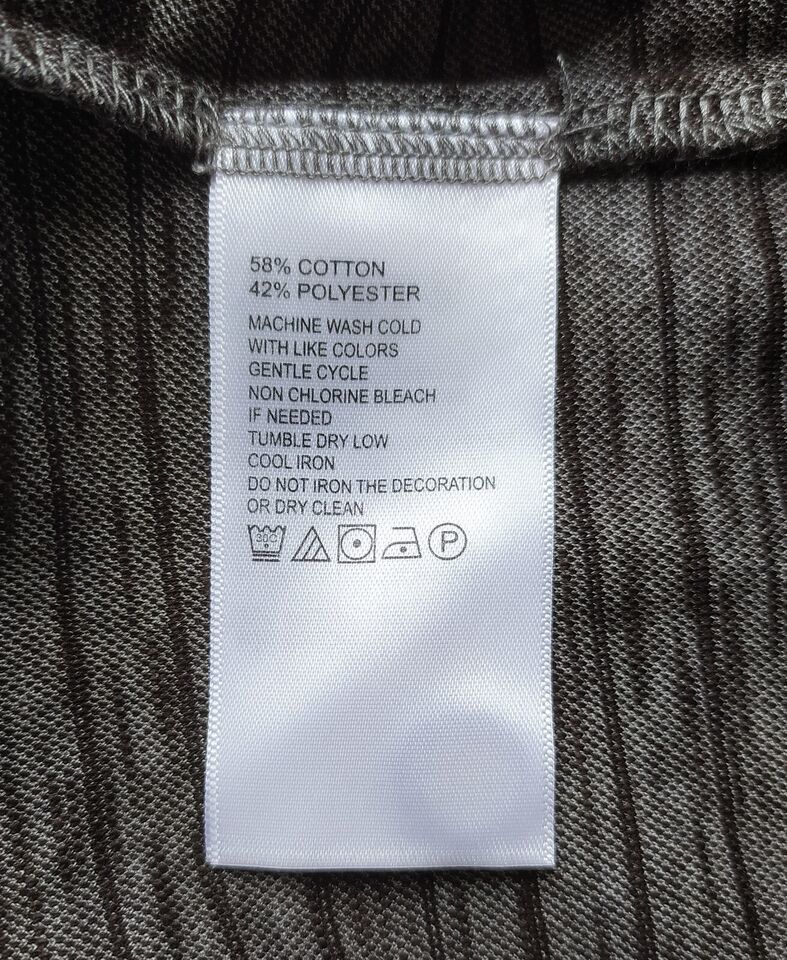 58% COTTON
42% POLYESTER
MACHINE WASH COLD
WITH LIKE COLORS
GENTLE CYCLE
NON CHLORINE BLEACH
IF NEEDED
TUMBLE DRY LOW
COOL IRON
DO NOT IRON THE DECORATION
OR DRY CLEAN
30C P